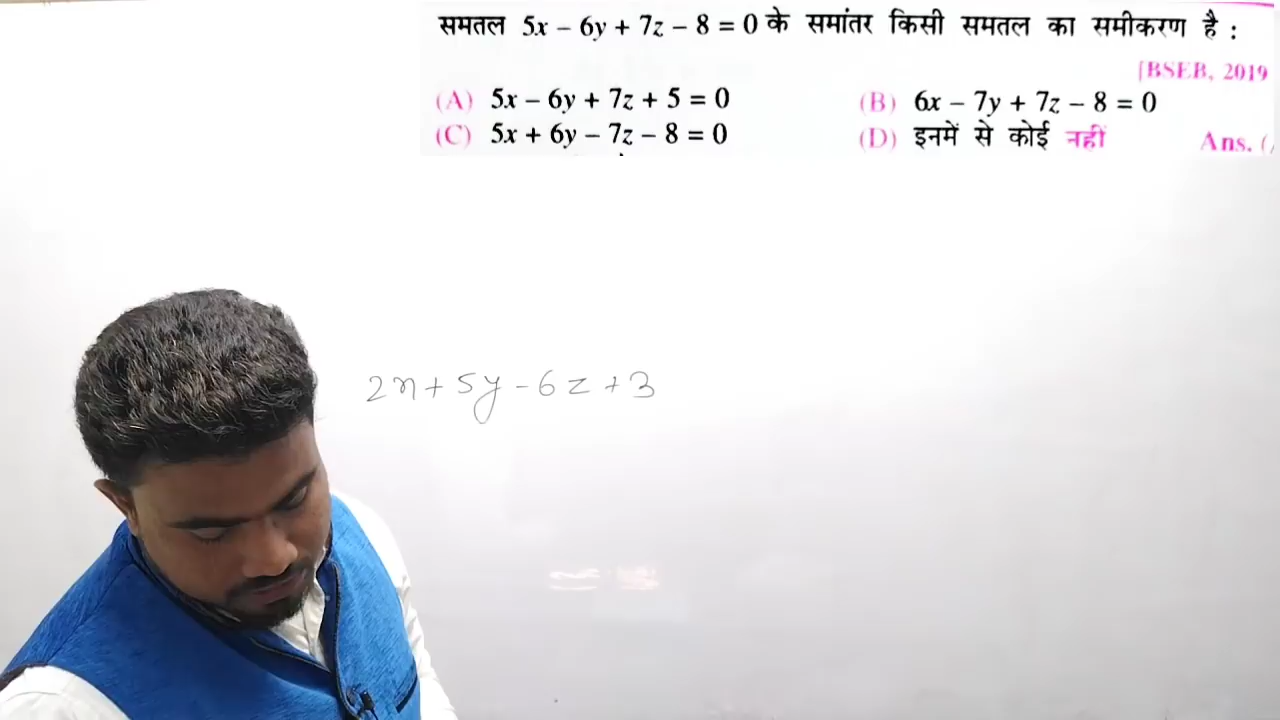 समतल 5x – 6y + 7z – 8 = 0 के समांतर किसी समतल का समीकरण है :
[BSEB, 2019
(A) 5x – 6y + 7z + 5 = 0 (B) 6x – 7y + 7z – 8 = 0
(C) 5x + 6y – 7z – 8 = 0 (D) इनमें से कोई नहीं Ans. (
2x + 5y - 6z + 3